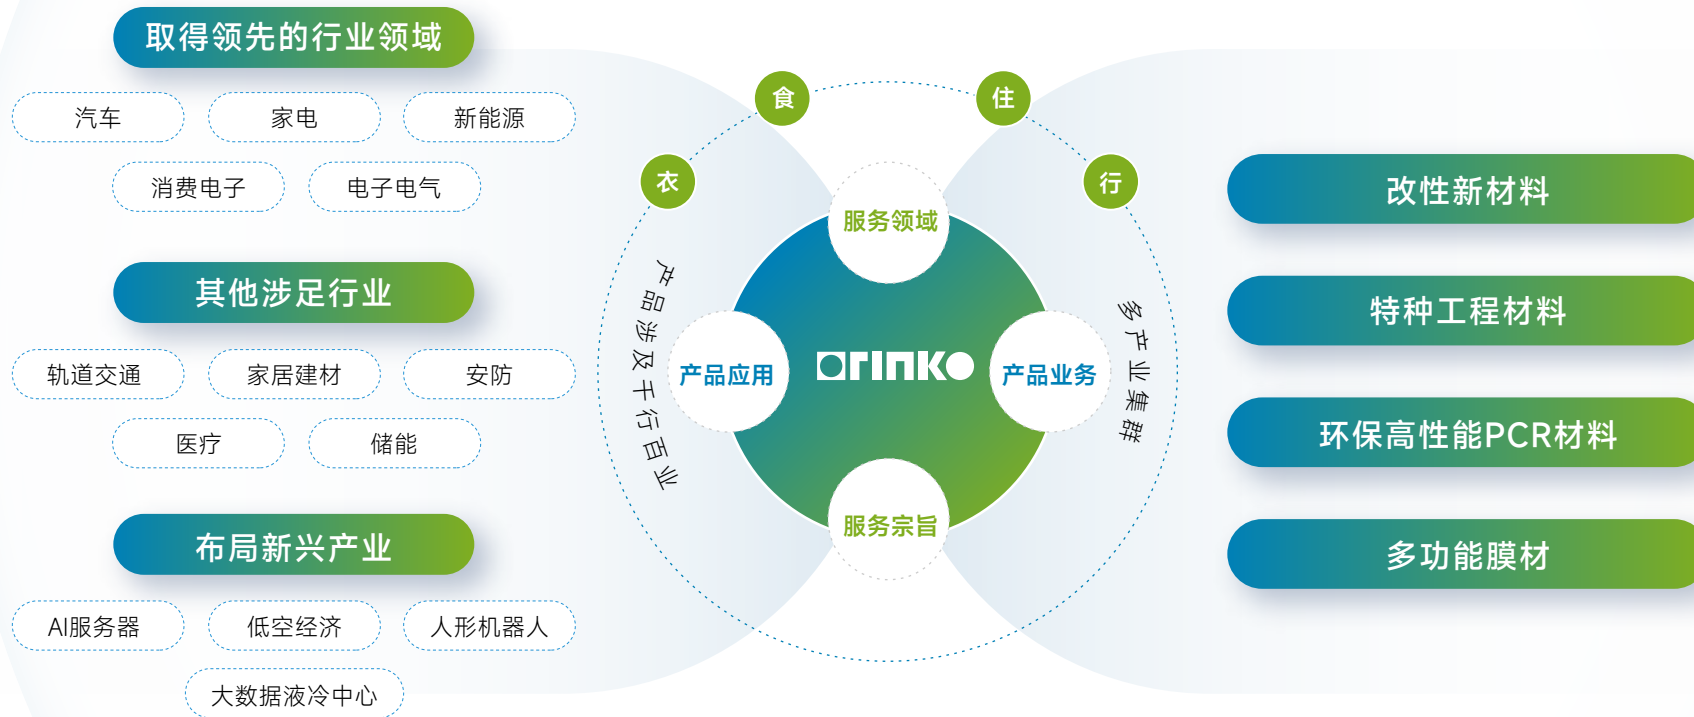 取得领先的行业领域
汽车
家电
新能源
消费电子
电子电气
其他涉足行业
轨道交通
家居建材
安防
医疗
储能
布局新兴产业
AI服务器
低空经济
人形机器人
大数据液冷中心
衣
食
住
行
服务领域
产品涉及千行百业
产品应用
ORINKO
产品业务
多产业集群
服务宗旨
改性新材料
特种工程材料
环保高性能PCR材料
多功能膜材